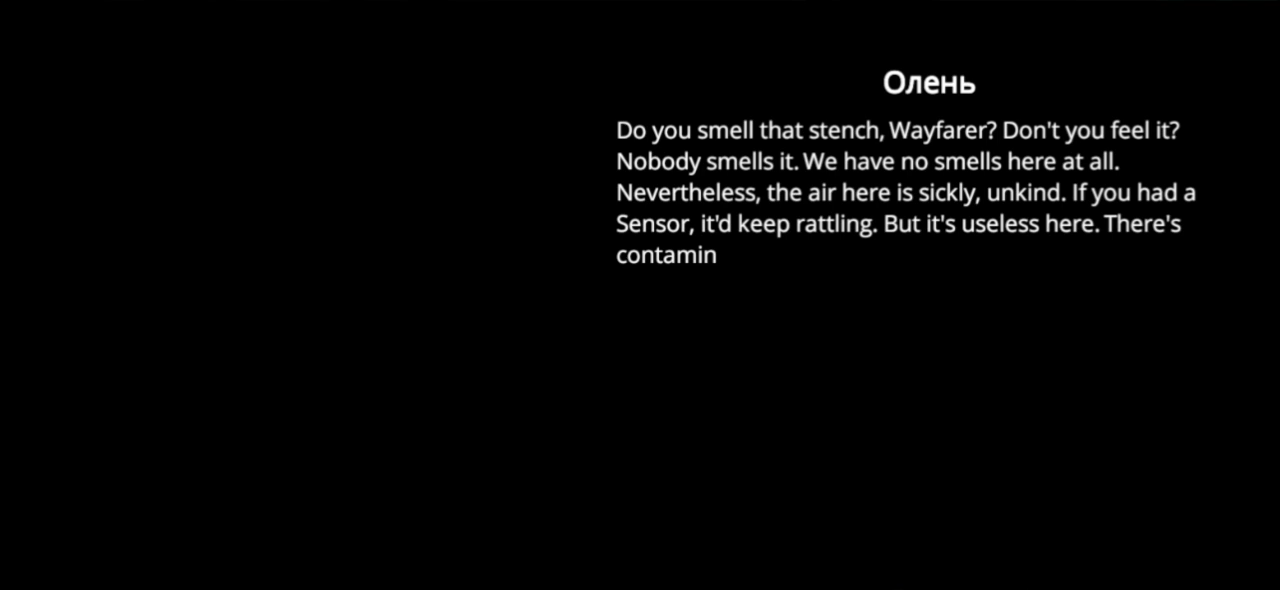 Олень
Do you smell that stench, Wayfarer? Don't you feel it?
Nobody smells it. We have no smells here at all.
Nevertheless, the air here is sickly, unkind. If you had a
Sensor, it'd keep rattling. But it's useless here. There's
contamin